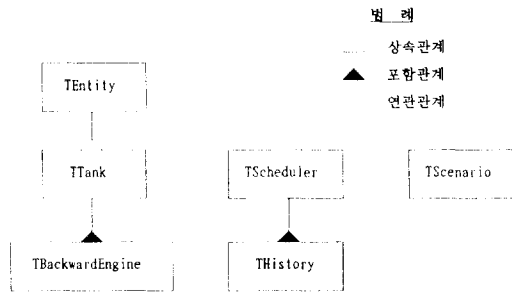 범 례
상속관계
포함관계
연관관계
TEntity
TTank
TScheduler
TScenario
TBackwardEngine
THistory